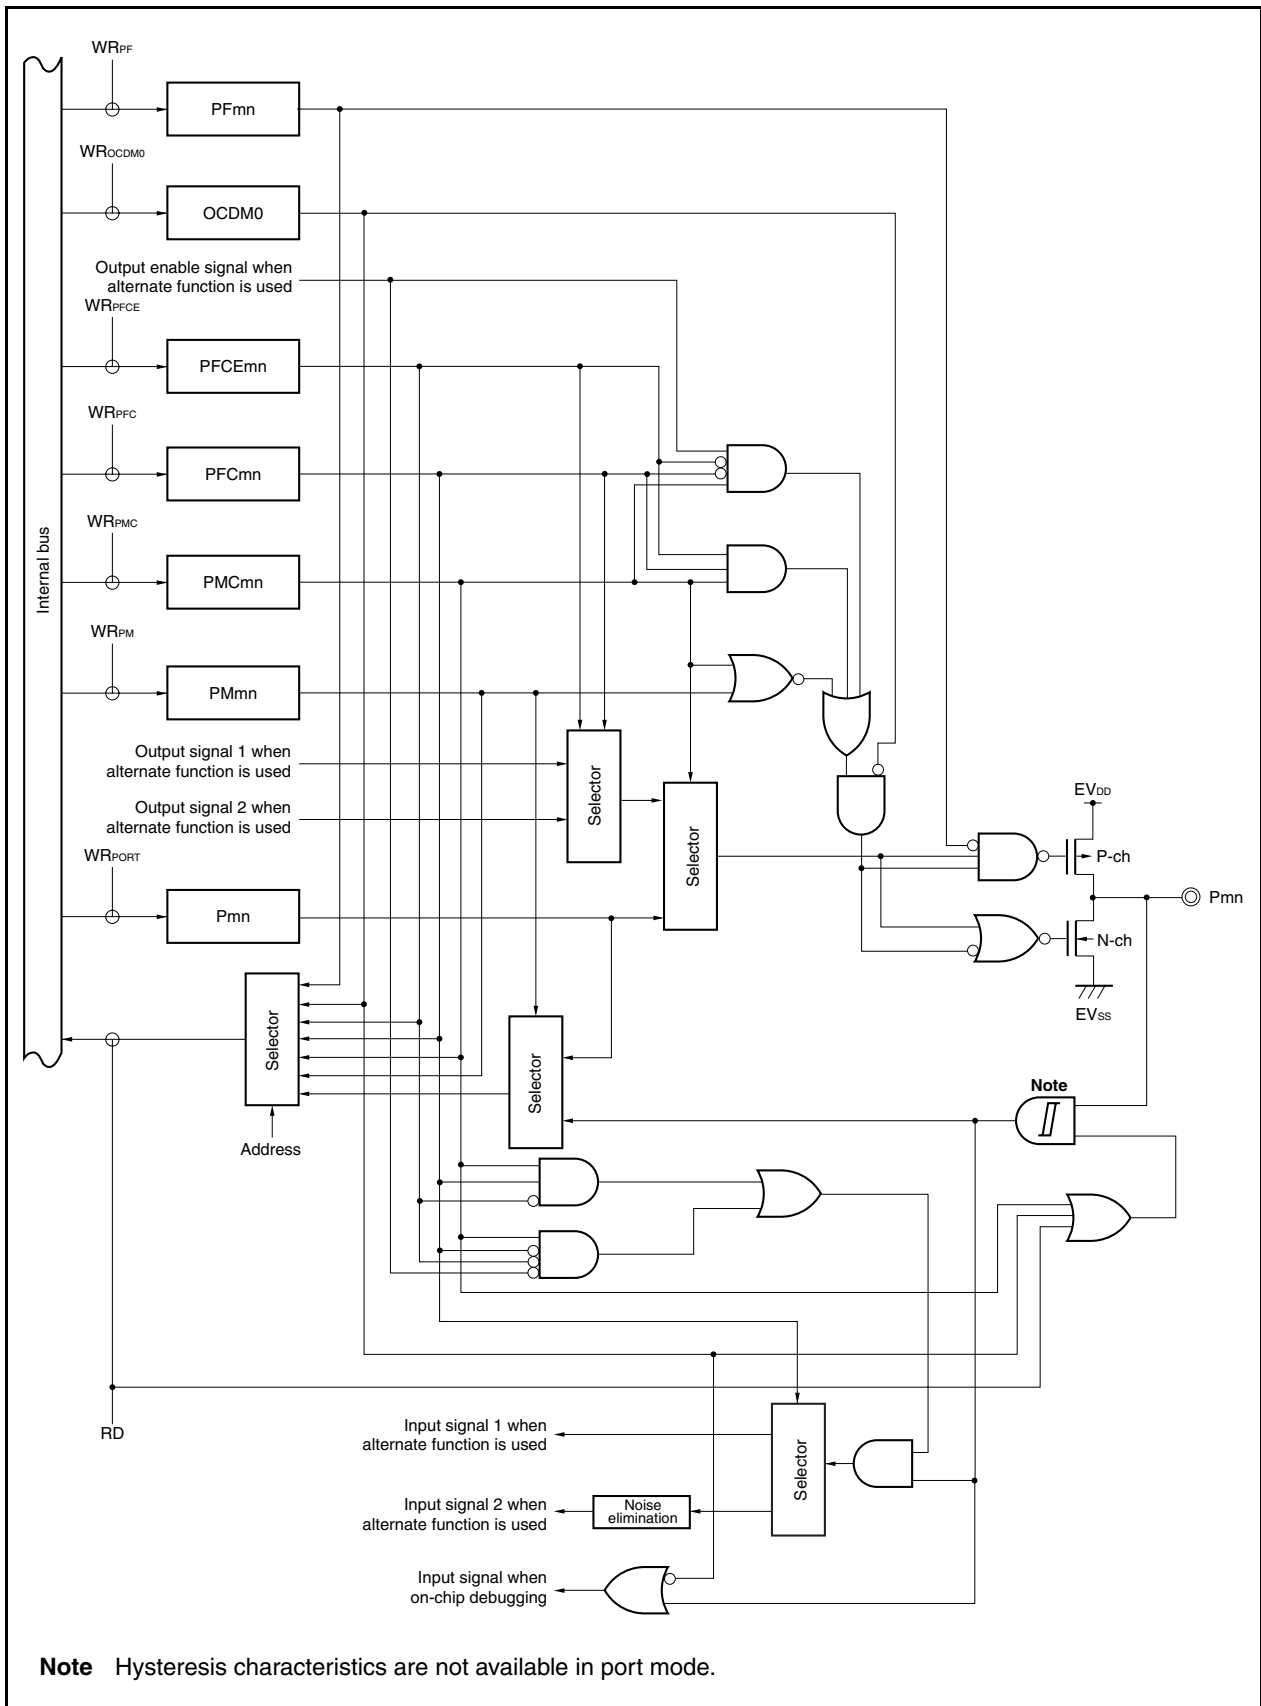 WRPF
PFmn
WROCDM0
OCDM0
Output enable signal when
alternate function is used
WRPFCE
PFCEmn
WRPFC
PFCmn
WRPMC
PMCmn
Internal bus
WRPM
PMmn
Output signal 1 when
alternate function is used
Output signal 2 when
alternate function is used
Selector
Selector
WRPORT
Pmn
EVDD
P-ch
Pmn
N-ch
EVSS
Selector
Address
Selector
Note
RD
Input signal 1 when
alternate function is used
Selector
Input signal 2 when
alternate function is used
Noise
elimination
Input signal when
on-chip debugging
Note Hysteresis characteristics are not available in port mode.